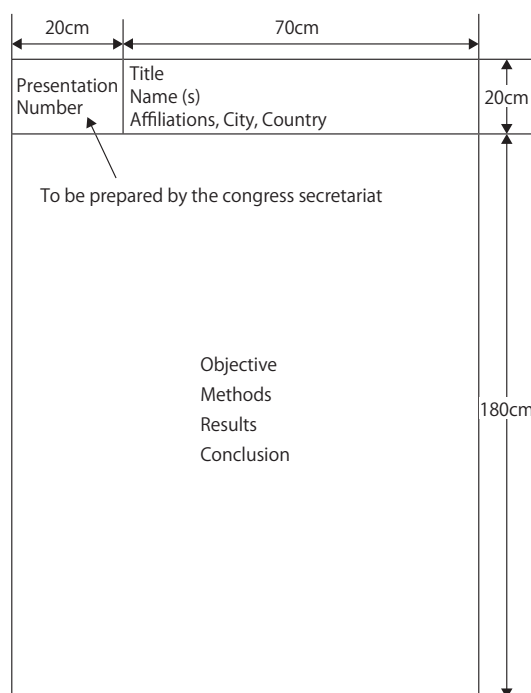 20cm
70cm
Presentation
Number
Title
Name (s)
Affiliations, City, Country
20cm
To be prepared by the congress secretariat
Objective
Methods
Results
Conclusion
180cm